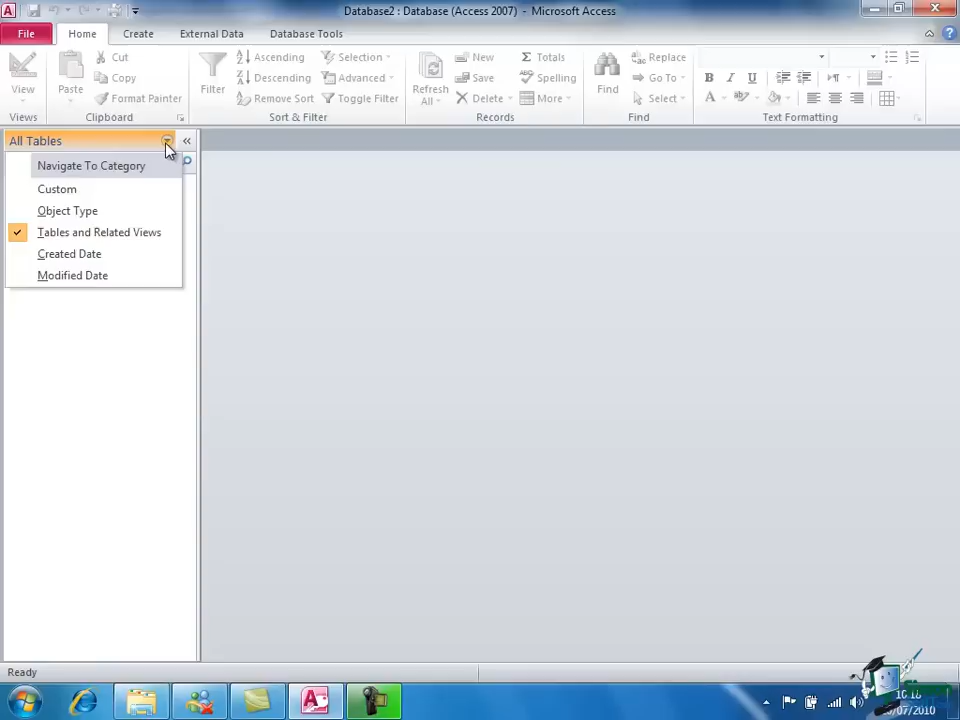 Database2 : Database (Access 2007) - Microsoft Access
File Home Create External Data Database Tools
View
Views
Paste
Cut
Copy
Format Painter
Clipboard
Filter
Ascending
Descending
Remove Sort
Selection
Advanced
Toggle Filter
Sort & Filter
Refresh
All
New
Save
Delete
Totals
Spelling
More
Records
Find
Replace
Go To
Select
Find
B I U
Text Formatting
All Tables
Navigate To Category
Custom
Object Type
Tables and Related Views
Created Date
Modified Date
Ready